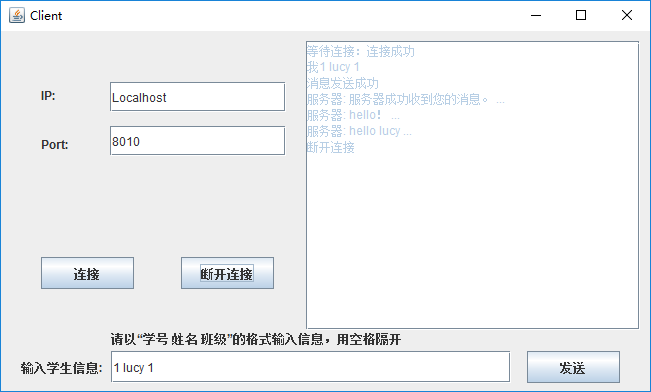 Client
IP:
Localhost
Port:
8010
等待连接：连接成功
我1 lucy 1
消息发送成功
服务器: 服务器成功收到您的消息。 ...
服务器: hello! ...
服务器: hello lucy ...
断开连接
连接
断开连接
请以“学号 姓名 班级”的格式输入信息，用空格隔开
输入学生信息:
1 lucy 1
发送